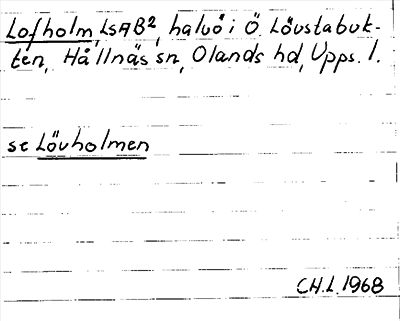 Lofholm, LSAB², halvö i Ö. Lövstabuk-
ten, Hållnäs sn, Olands hd, Upps. l.
se Lövholmen
CH.L.1968